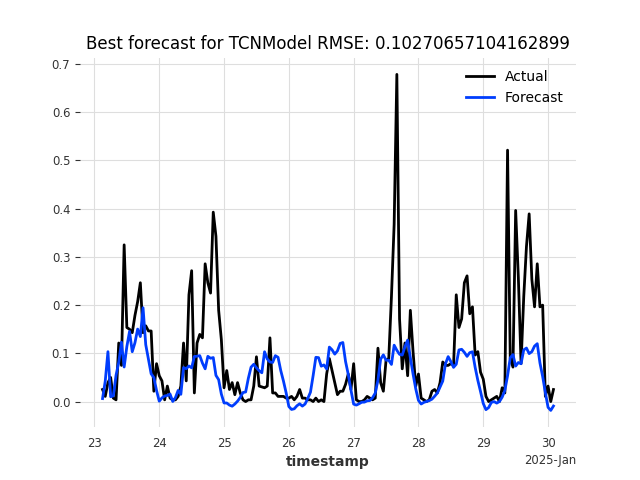 Best forecast for TCNModel RMSE: 0.10270657104162899
0.7
0.6
0.5
0.4
0.3
0.2
0.1
0.0
Actual
Forecast
23 24 25 26 27 28 29 30
timestamp
2025-Jan